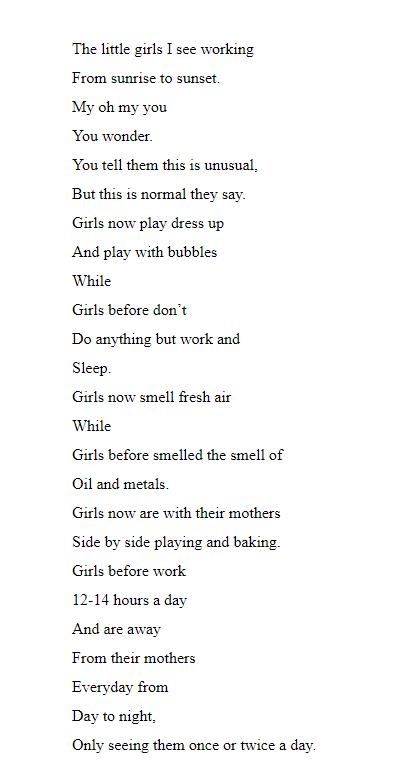 The little girls I see working
From sunrise to sunset.
My oh my you
You wonder.
You tell them this is unusual,
But this is normal they say.
Girls now play dress up
And play with bubbles
While
Girls before don’t
Do anything but work and
Sleep.
Girls now smell fresh air
While
Girls before smelled the smell of
Oil and metals.
Girls now are with their mothers
Side by side playing and baking.
Girls before work
12-14 hours a day
And are away
From their mothers
Everyday from
Day to night,
Only seeing them once or twice a day.